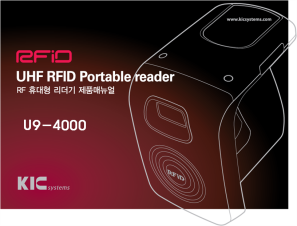 www.kicsystems.com
RFiD
UHF RFID Portable reader
RF 휴대형 리더기 제품매뉴얼
U9-4000
RFiD
KIC systems